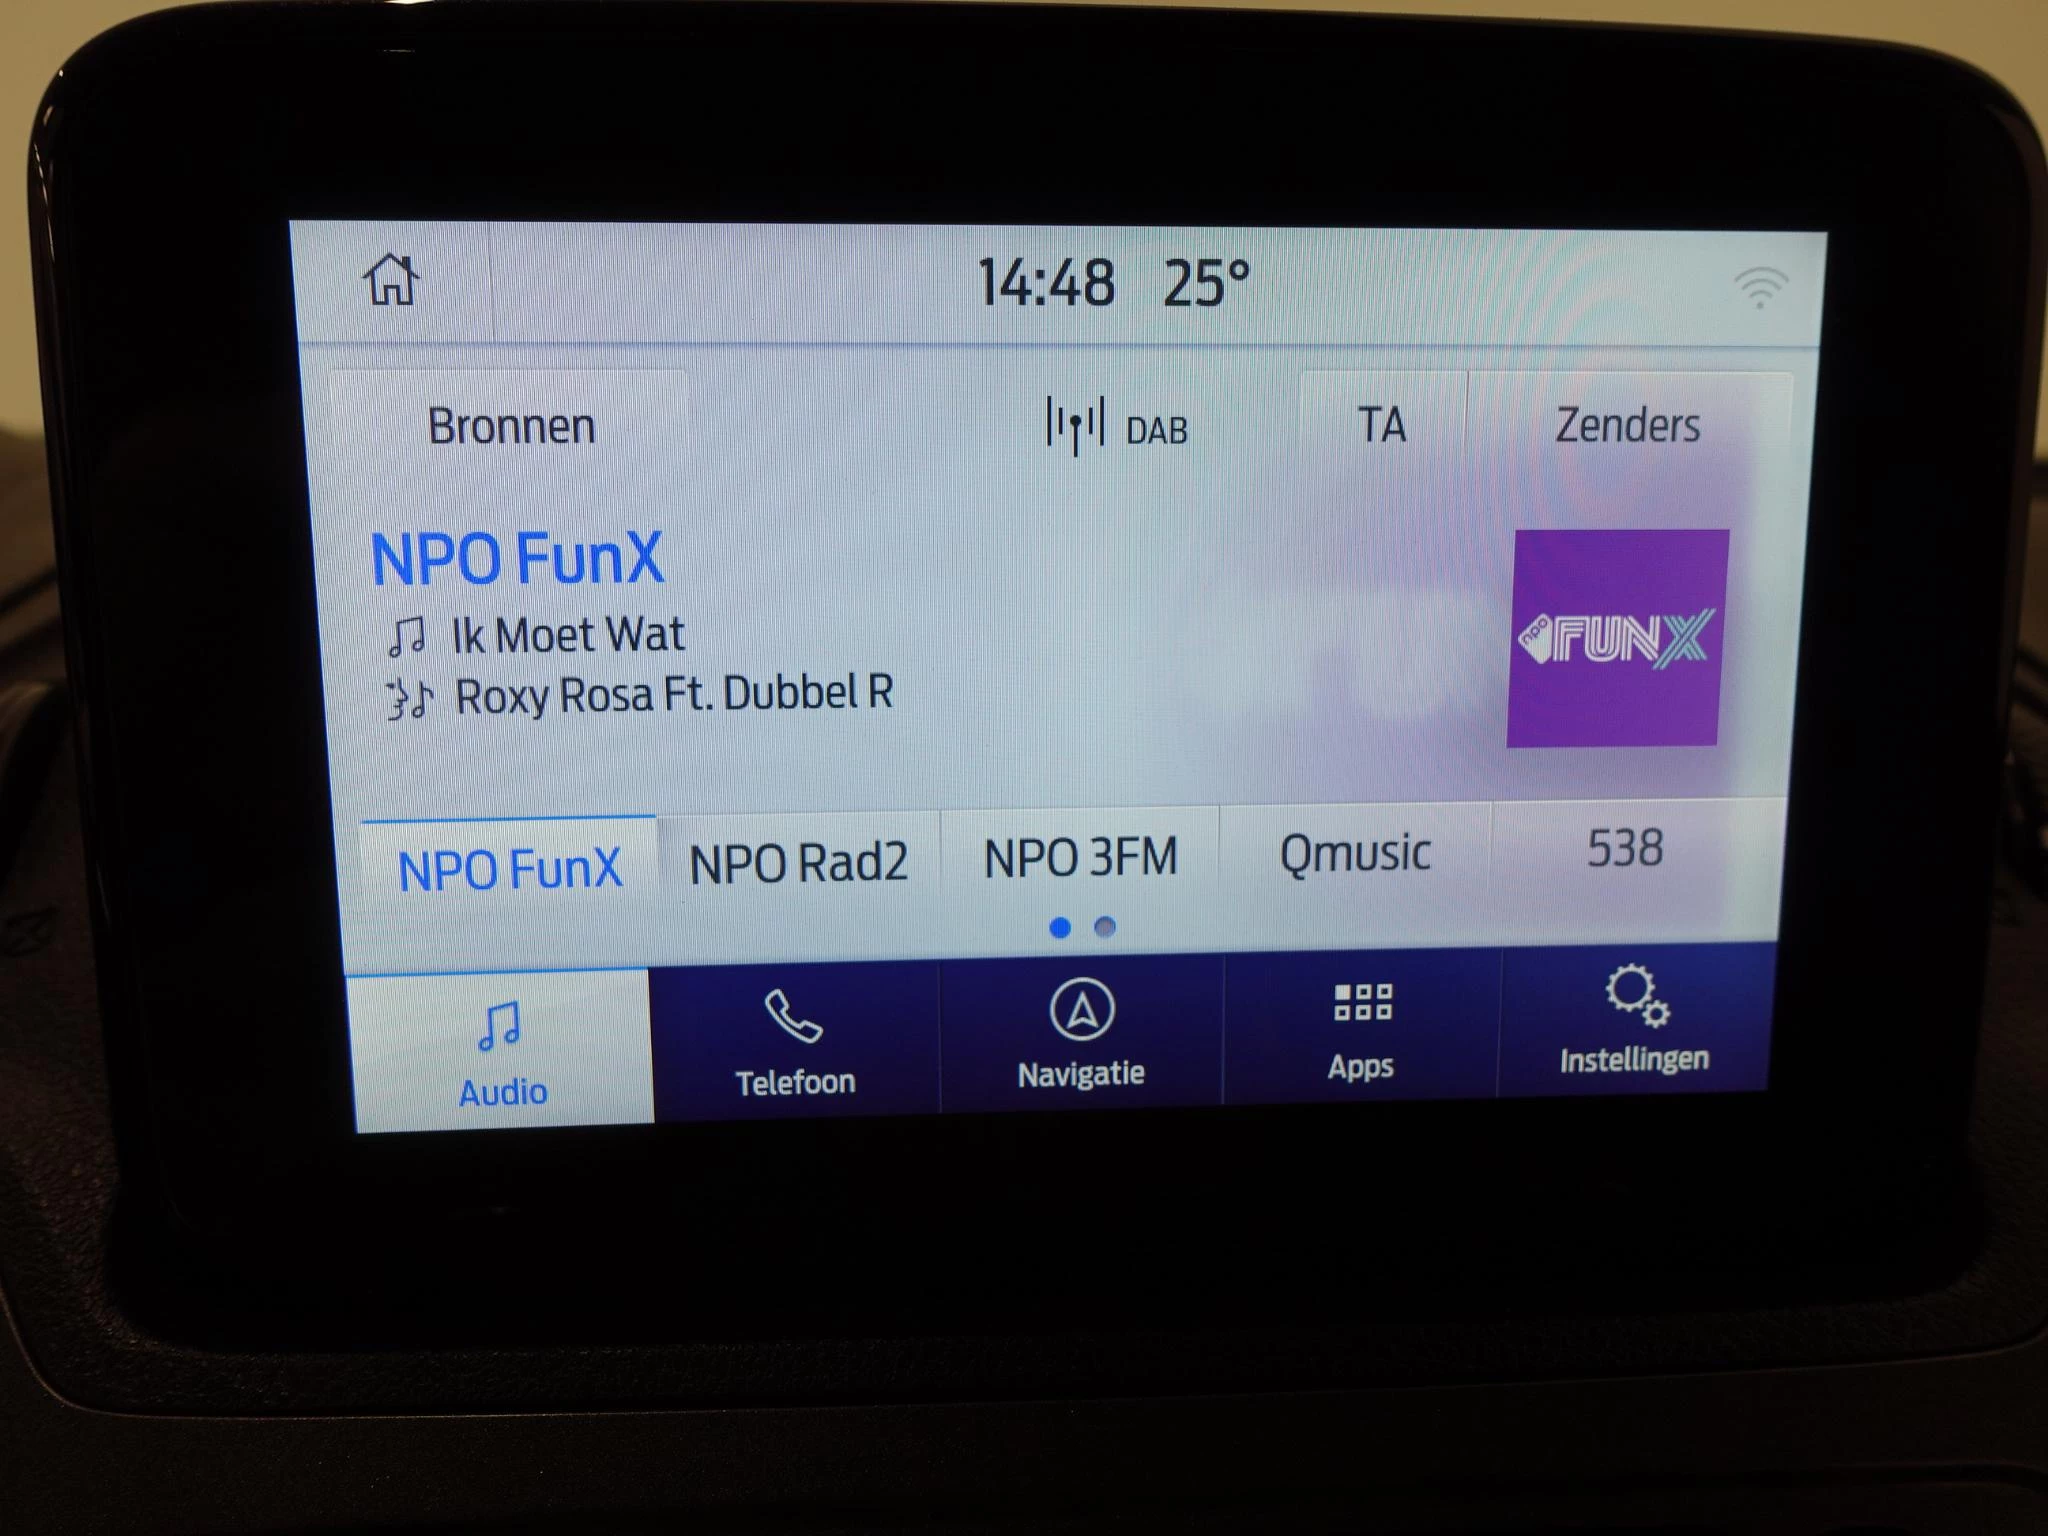 14:48 25°
Bronnen DAB TA Zenders
NPO FunX
Ik Moet Wat
Roxy Rosa Ft. Dubbel R
npo FUNX
NPO FunX NPO Rad2 NPO 3FM Qmusic 538
Audio Telefoon Navigatie Apps Instellingen